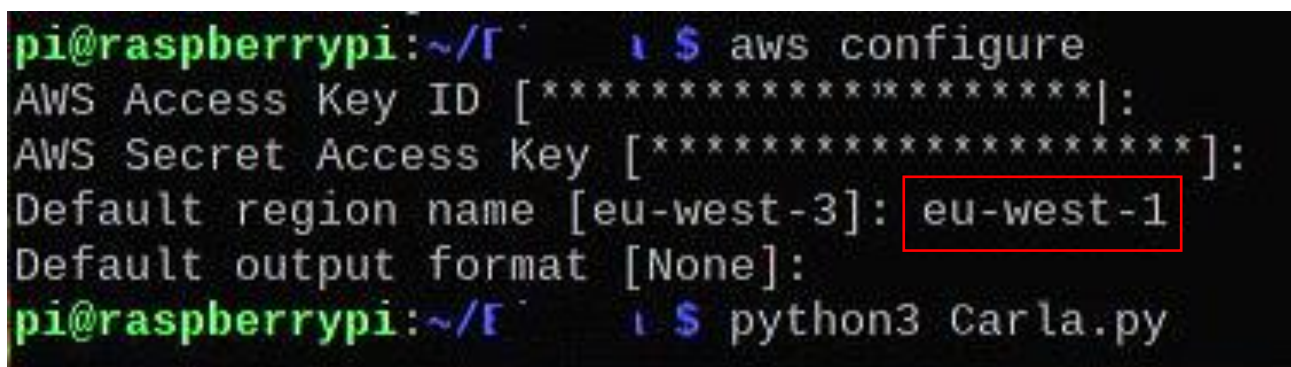 pi@raspberrypi:~/ $ aws configure
AWS Access Key ID [********************]:
AWS Secret Access Key [********************]:
Default region name [eu-west-3]: eu-west-1
Default output format [None]:
pi@raspberrypi:~/ $ python3 Carla.py